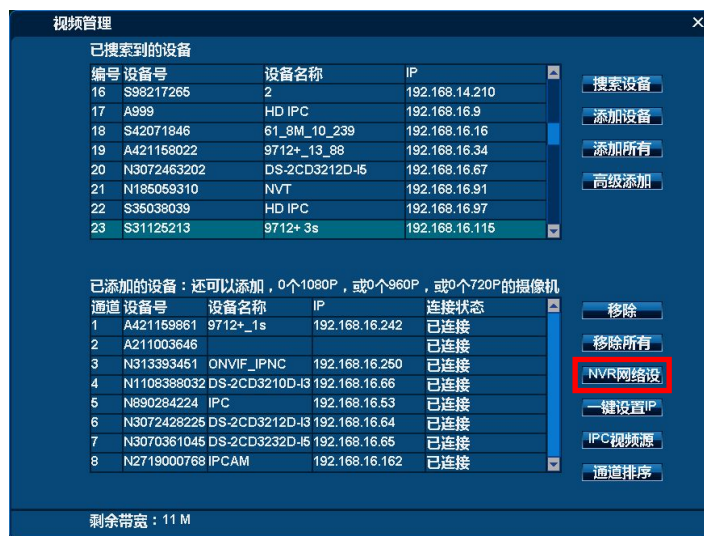 视频管理
已搜索到的设备
编号 设备号 设备名称 IP
16 S98217265 2 192.168.14.210
17 A999 HD IPC 192.168.16.9
18 S42071846 61_8M_10_239 192.168.16.16
19 A421158022 9712+_13_88 192.168.16.34
20 N3072463202 DS-2CD3212D-I5 192.168.16.67
21 N185059310 NVT 192.168.16.91
22 S35038039 HD IPC 192.168.16.97
23 S31125213 9712+ 3s 192.168.16.115
搜索设备
添加设备
添加所有
高级添加
已添加的设备：还可以添加，0个1080P，或0个960P，或0个720P的摄像机
通道 设备号 设备名称 IP 连接状态
1 A421159861 9712+_1s 192.168.16.242 已连接
2 A211003646 已连接
3 N313393451 ONVIF_IPNC 192.168.16.250 已连接
4 N1108388032 DS-2CD3210D-I3 192.168.16.66 已连接
5 N890284224 IPC 192.168.16.53 已连接
6 N3072428225 DS-2CD3212D-I3 192.168.16.64 已连接
7 N3070361045 DS-2CD3232D-I5 192.168.16.65 已连接
8 N2719000768 IPCAM 192.168.16.162 已连接
移除
移除所有
NVR网络设
一键设置IP
IPC视频源
通道排序
剩余带宽：11 M